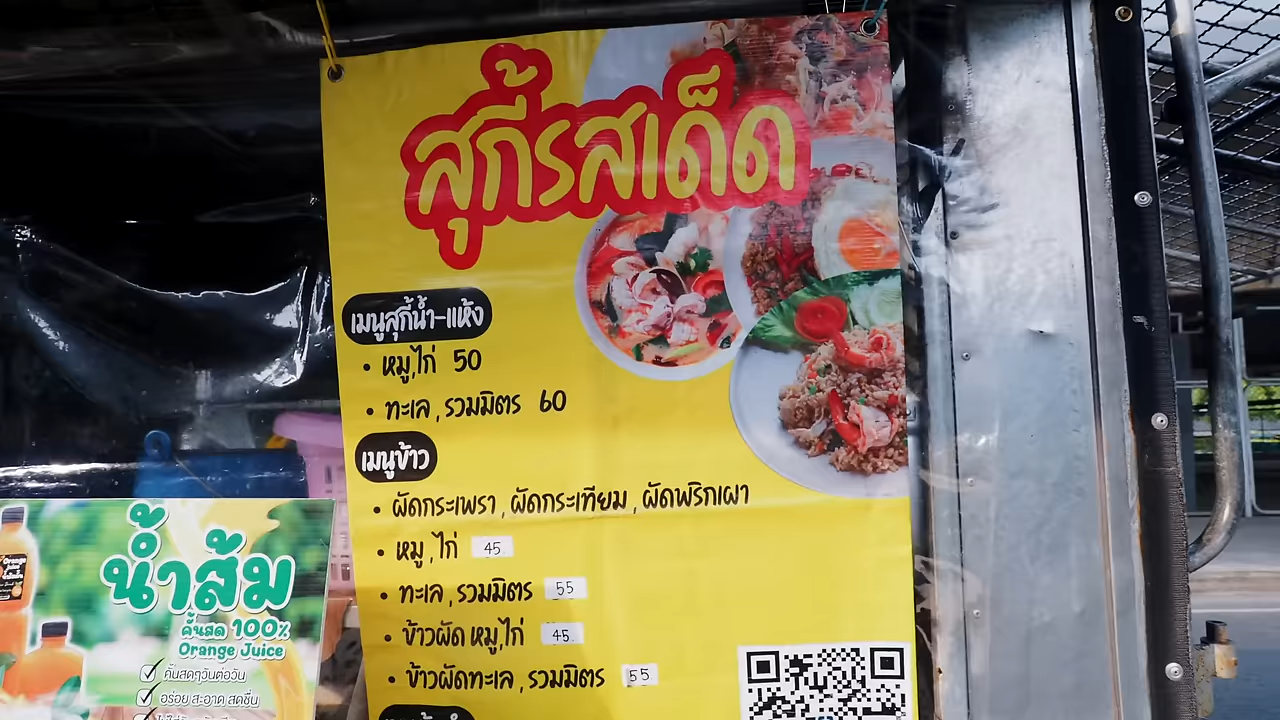 สุกี้รสเด็ด
เมนูสุกี้น้ำ-แห้ง
• หมู,ไก่ 50
• ทะเล,รวมมิตร 60
เมนูข้าว
• ผัดกระเพรา,ผัดกระเทียม,ผัดพริกเผา
• หมู,ไก่ 45
• ทะเล,รวมมิตร 55
• ข้าวผัด หมู,ไก่ 45
• ข้าวผัดทะเล,รวมมิตร 55
น้ำส้ม
คั้นสด 100%
Orange Juice
คั้นสดๆวันต่อวัน
อร่อย สะอาด สดชื่น